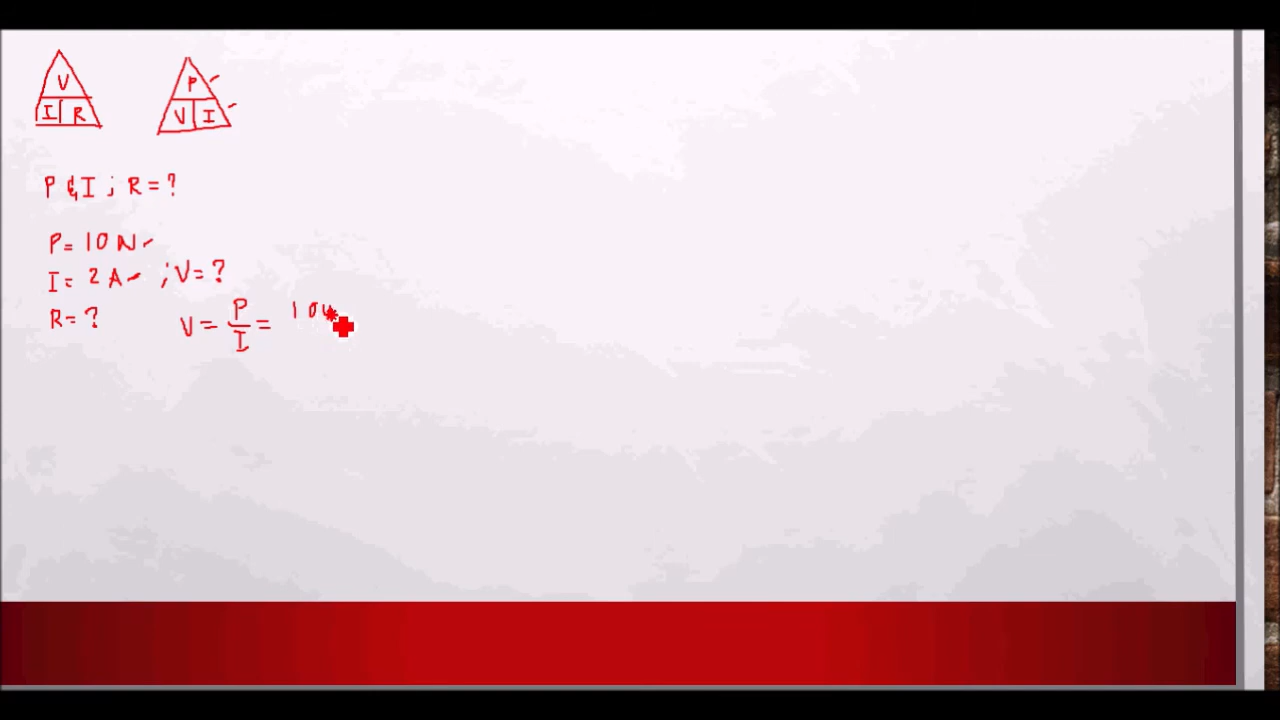 V
I R
P
V I
P & I ; R = ?
P = 10 W
I = 2 A ; V = ?
R = ?
V = P/I = 10